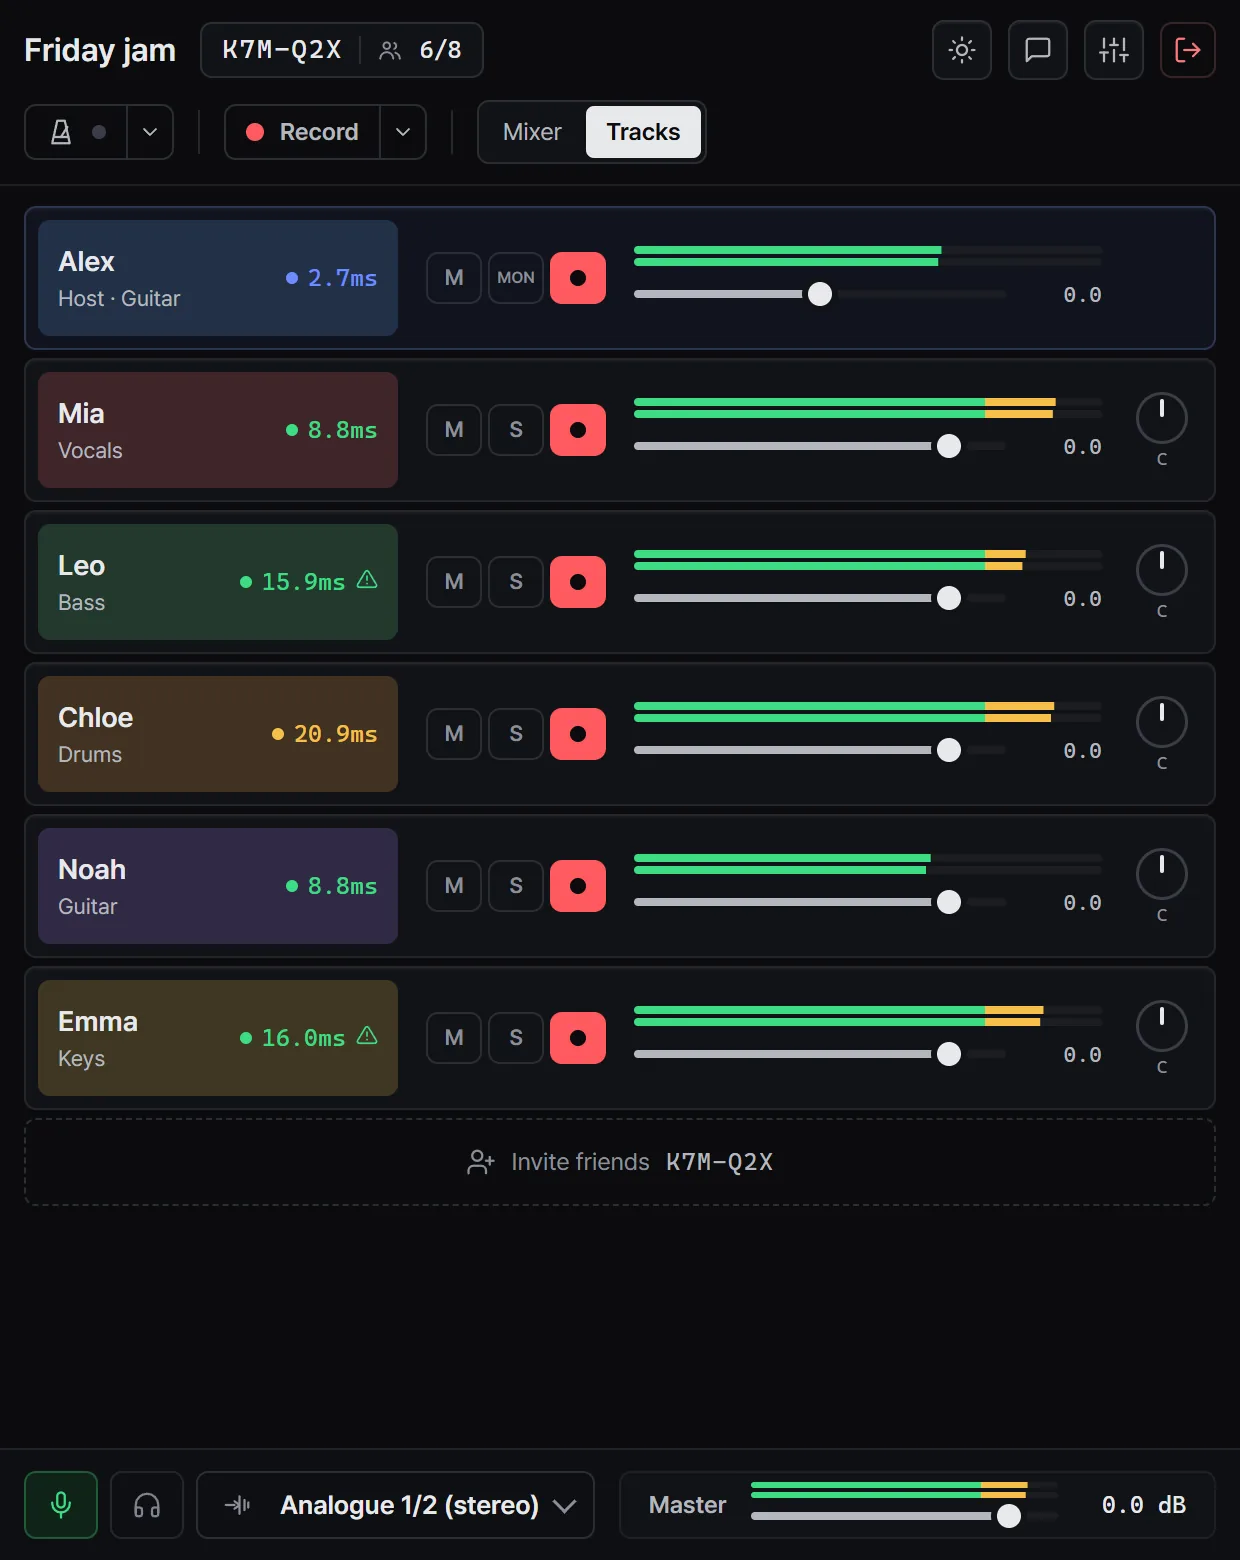 Friday jam K7M-Q2X 6/8
Record Mixer Tracks
Alex
Host · Guitar
2.7ms
M MON
0.0
Mia
Vocals
8.8ms
M S
0.0
C
Leo
Bass
15.9ms
M S
0.0
C
Chloe
Drums
20.9ms
M S
0.0
C
Noah
Guitar
8.8ms
M S
0.0
C
Emma
Keys
16.0ms
M S
0.0
C
Invite friends K7M-Q2X
Analogue 1/2 (stereo) Master 0.0 dB